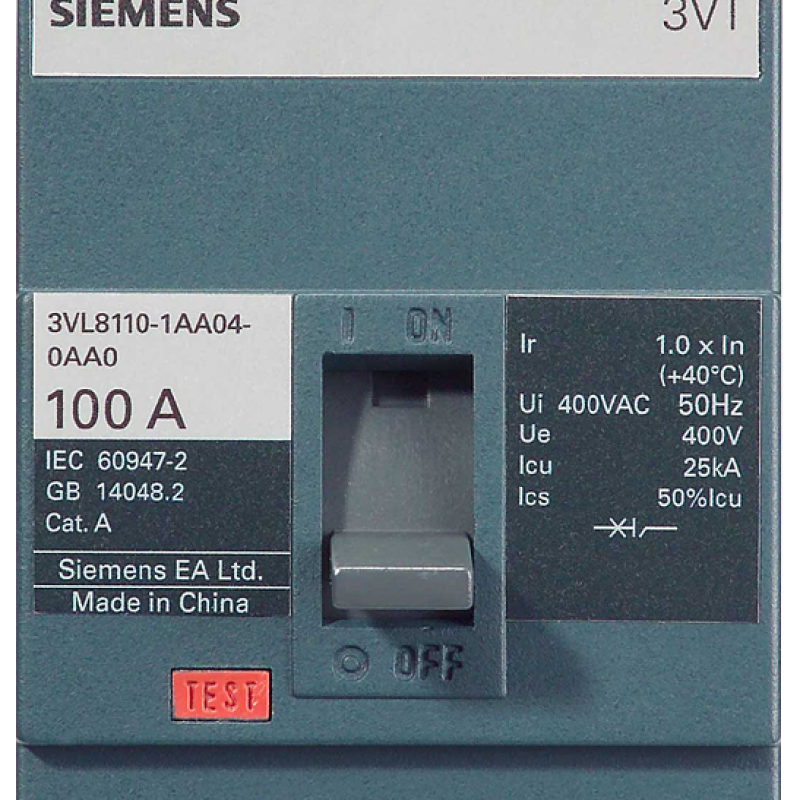 SIEMENS
3VT
3VL8110-1AA04-
0AA0
100 A
IEC 60947-2
GB 14048.2
Cat. A
Siemens EA Ltd.
Made in China
I ON
O OFF
TEST
Ir 1.0 x In
(+40°C)
Ui 400VAC 50Hz
Ue 400V
Icu 25kA
Ics 50%Icu